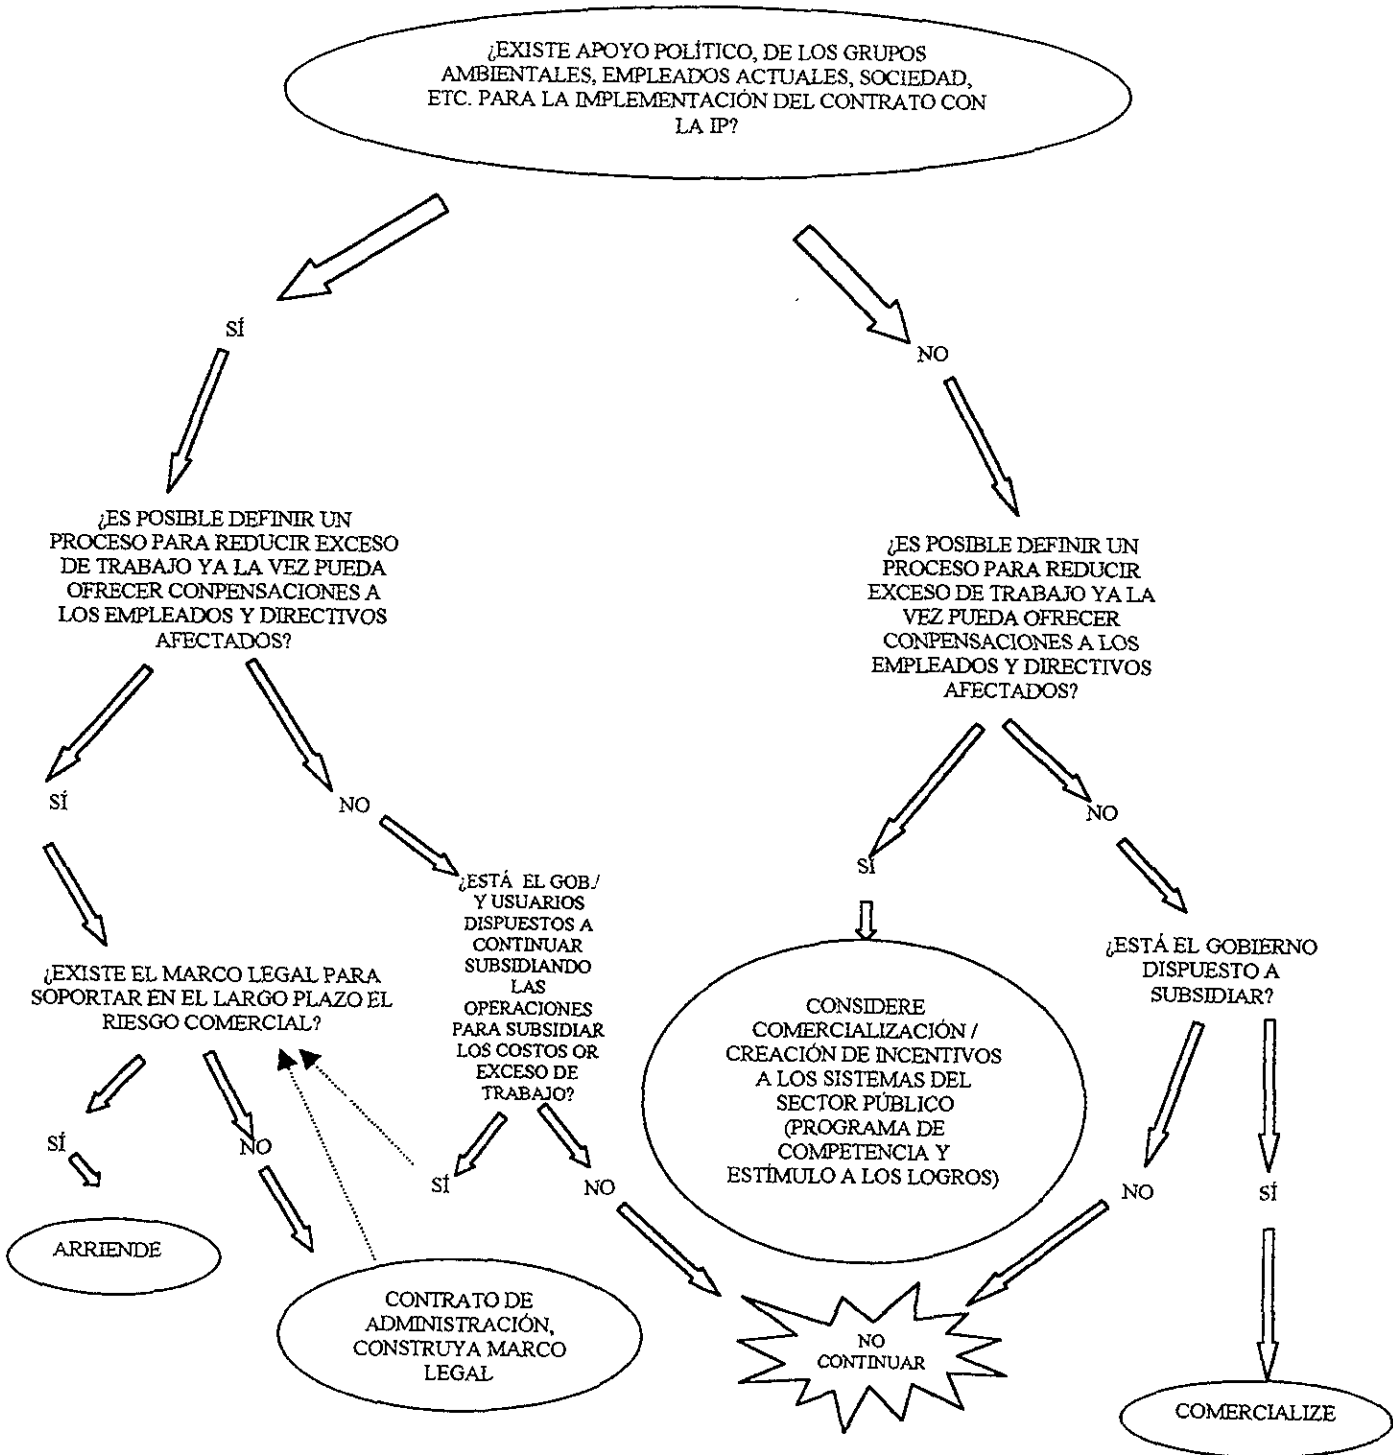 ¿EXISTE APOYO POLÍTICO, DE LOS GRUPOS
AMBIENTALES, EMPLEADOS ACTUALES, SOCIEDAD,
ETC. PARA LA IMPLEMENTACIÓN DEL CONTRATO CON
LA IP?
SÍ
NO
¿ES POSIBLE DEFINIR UN
PROCESO PARA REDUCIR EXCESO
DE TRABAJO YA LA VEZ PUEDA
OFRECER CONPENSACIONES A
LOS EMPLEADOS Y DIRECTIVOS
AFECTADOS?
¿ES POSIBLE DEFINIR UN
PROCESO PARA REDUCIR
EXCESO DE TRABAJO YA LA
VEZ PUEDA OFRECER
CONPENSACIONES A LOS
EMPLEADOS Y DIRECTIVOS
AFECTADOS?
SÍ
NO
SÍ
NO
¿EXISTE EL MARCO LEGAL PARA
SOPORTAR EN EL LARGO PLAZO EL
RIESGO COMERCIAL?
¿ESTÁ EL GOB./
Y USUARIOS
DISPUESTOS A
CONTINUAR
SUBSIDIANDO
LAS
OPERACIONES
PARA SUBSIDIAR
LOS COSTOS OR
EXCESO DE
TRABAJO?
CONSIDERE
COMERCIALIZACIÓN /
CREACIÓN DE INCENTIVOS
A LOS SISTEMAS DEL
SECTOR PÚBLICO
(PROGRAMA DE
COMPETENCIA Y
ESTÍMULO A LOS LOGROS)
¿ESTÁ EL GOBIERNO
DISPUESTO A
SUBSIDIAR?
SÍ
NO
SÍ
NO
NO
SÍ
ARRIENDE
CONTRATO DE
ADMINISTRACIÓN,
CONSTRUYA MARCO
LEGAL
NO
CONTINUAR
COMERCIALIZE